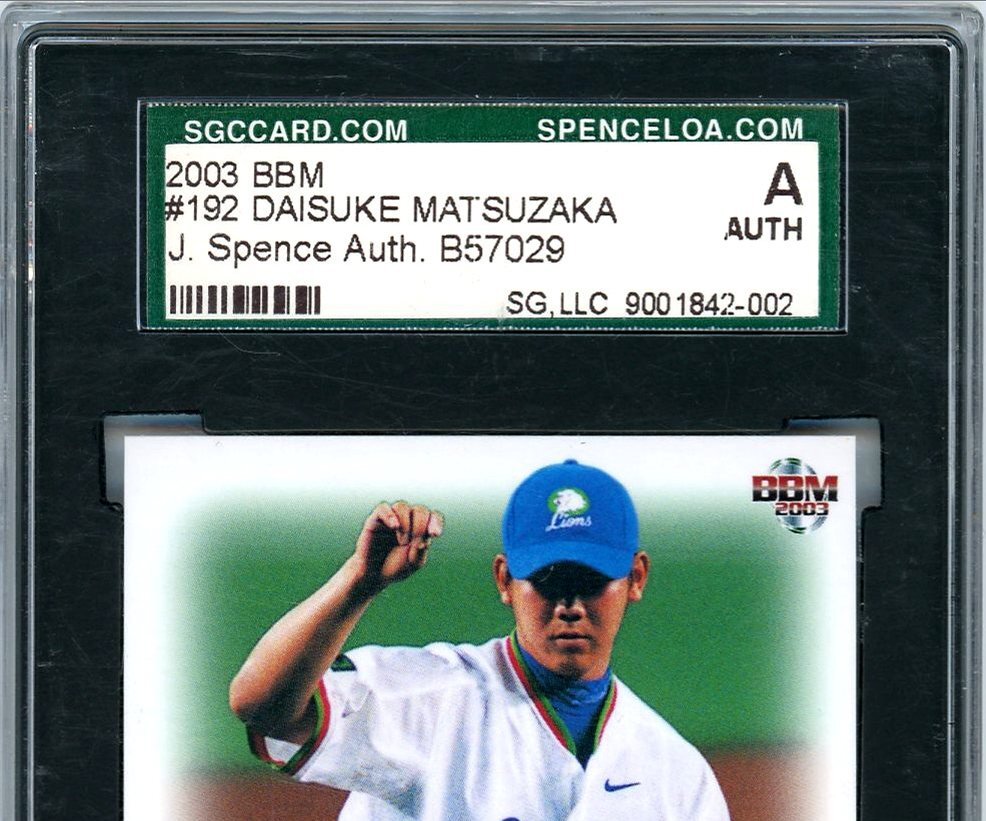 SGCCARD.COM SPENCELOA.COM
2003 BBM
#192 DAISUKE MATSUZAKA
J. Spence Auth. B57029
A
AUTH
SG,LLC 9001842-002
BBM
2003
Lions